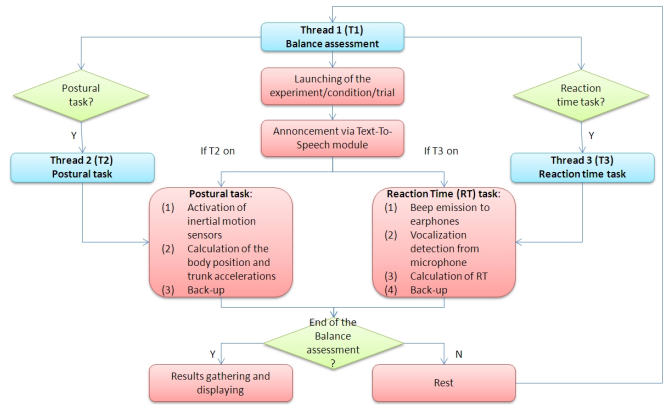 Thread 1 (T1)
Balance assessment
Launching of the
experiment/condition/trial
Postural
task?
Reaction
time task?
Annoncement via Text-To-
Speech module
Y
Y
If T2 on
If T3 on
Thread 2 (T2)
Postural task
Thread 3 (T3)
Reaction time task
Postural task:
(1) Activation of
inertial motion
sensors
(2) Calculation of the
body position and
trunk accelerations
(3) Back-up
Reaction Time (RT) task:
(1) Beep emission to
earphones
(2) Vocalization
detection from
microphone
(3) Calculation of RT
(4) Back-up
End of the
Balance
assessment
?
Y
N
Results gathering and
displaying
Rest